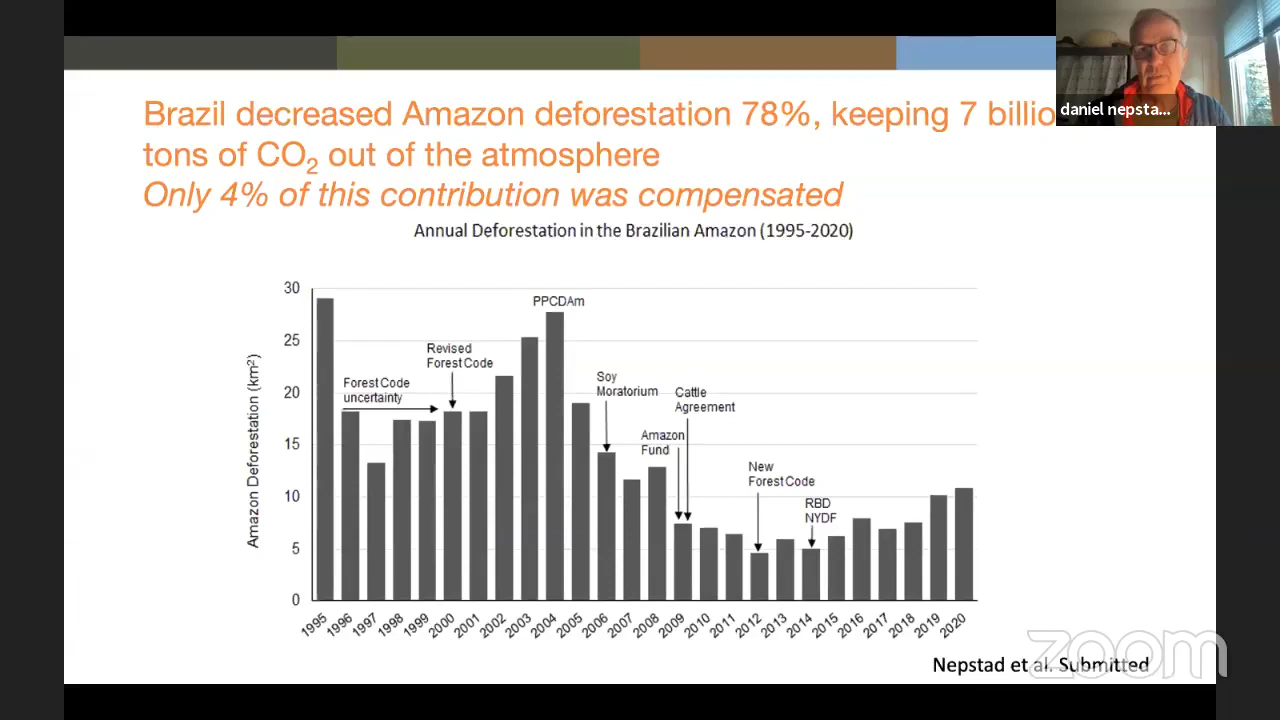 Brazil decreased Amazon deforestation 78%, keeping 7 billio
tons of CO2 out of the atmosphere
Only 4% of this contribution was compensated
daniel nepsta...
Annual Deforestation in the Brazilian Amazon (1995-2020)
Amazon Deforestation (km²)
30
25
20
15
10
5
0
Forest Code
uncertainty
Revised
Forest Code
PPCDAm
Soy
Moratorium
Amazon
Fund
Cattle
Agreement
New
Forest Code
RBD
NYDF
1995 1996 1997 1998 1999 2000 2001 2002 2003 2004 2005 2006 2007 2008 2009 2010 2011 2012 2013 2014 2015 2016 2017 2018 2019 2020
Nepstad et al. Submitted
zoom